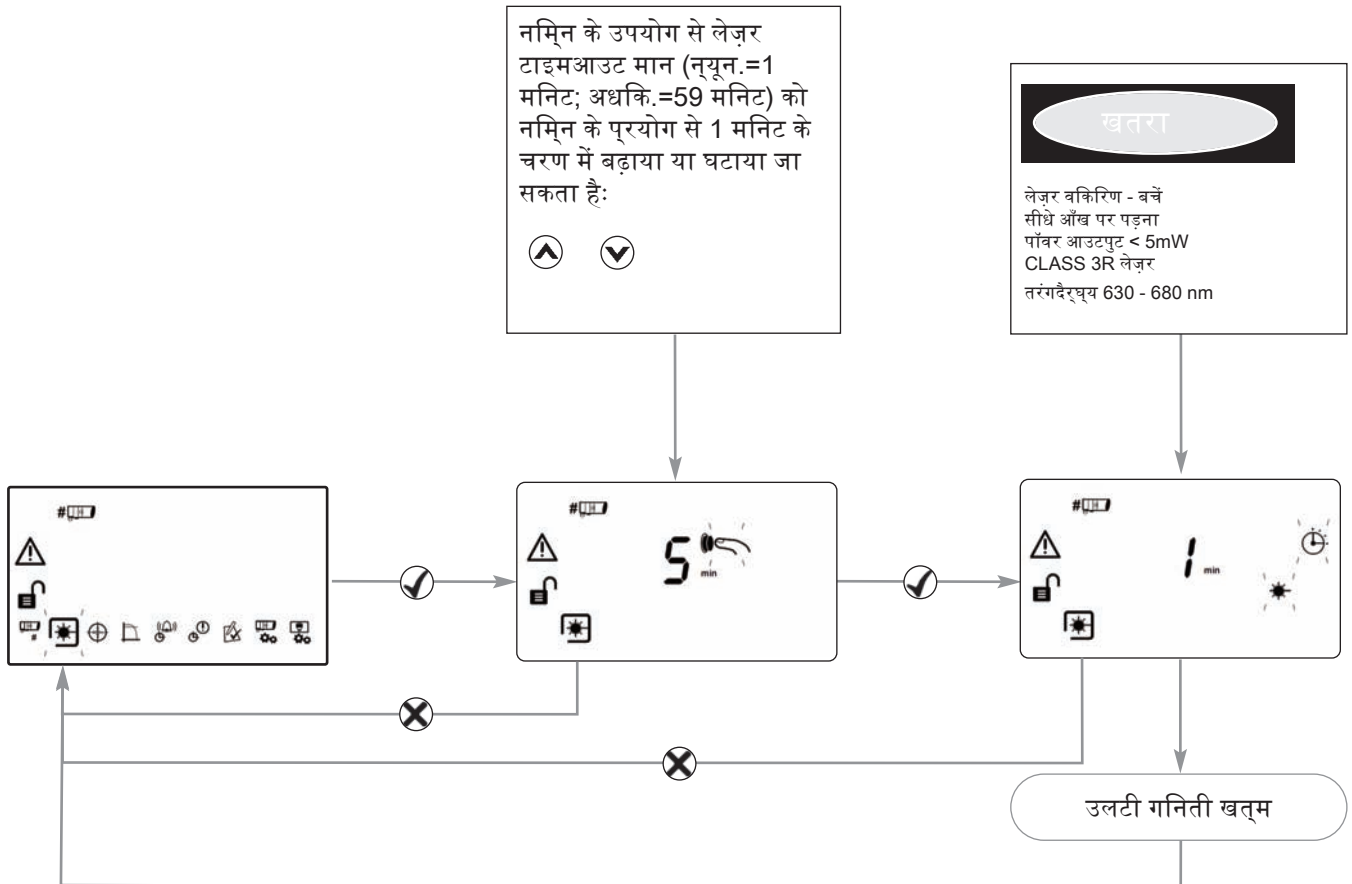 निम्न के उपयोग से लेज़र
टाइमआउट मान (न्यून.=1
मिनट; अधिक.=59 मिनट) को
निम्न के प्रयोग से 1 मिनट के
चरण में बढ़ाया या घटाया जा
सकता है:
खतरा
लेज़र विकिरण - बचें
सीधे आँख पर पड़ना
पॉवर आउटपुट < 5mW
CLASS 3R लेज़र
तरंगदैर्घ्य 630 - 680 nm
#
#
5 min
#
1 min
#
उलटी गिनती खत्म